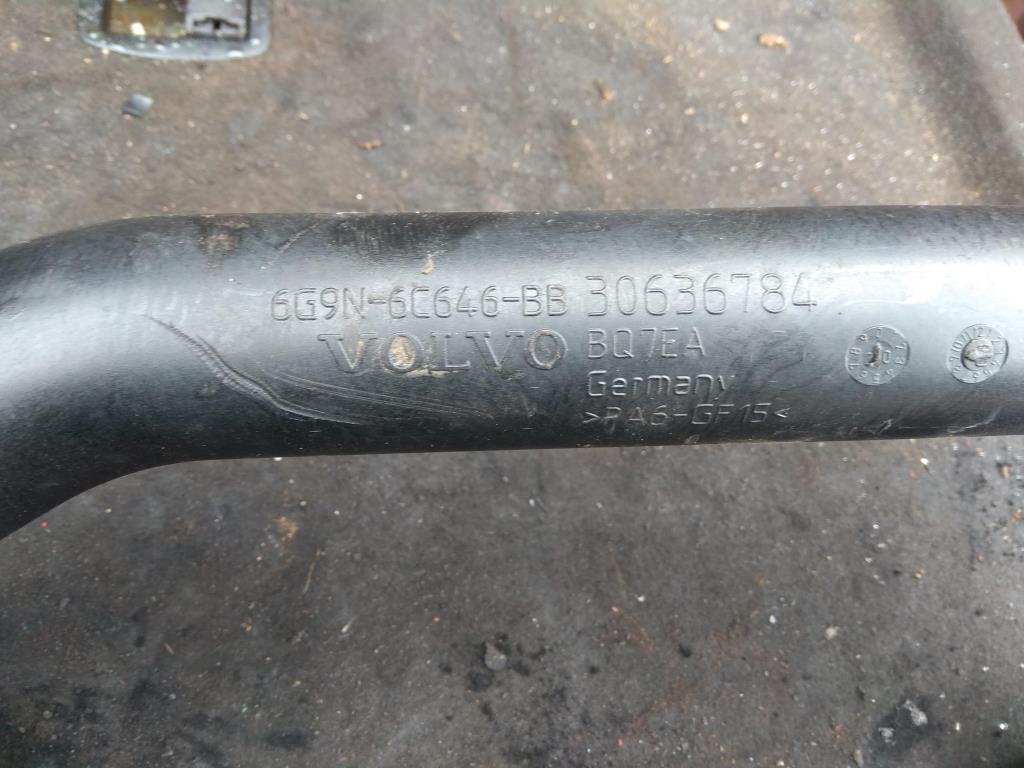 6G9N-6C646-BB 30636784
VOLVO BQ7EA
Germany
>PA6-GF15<